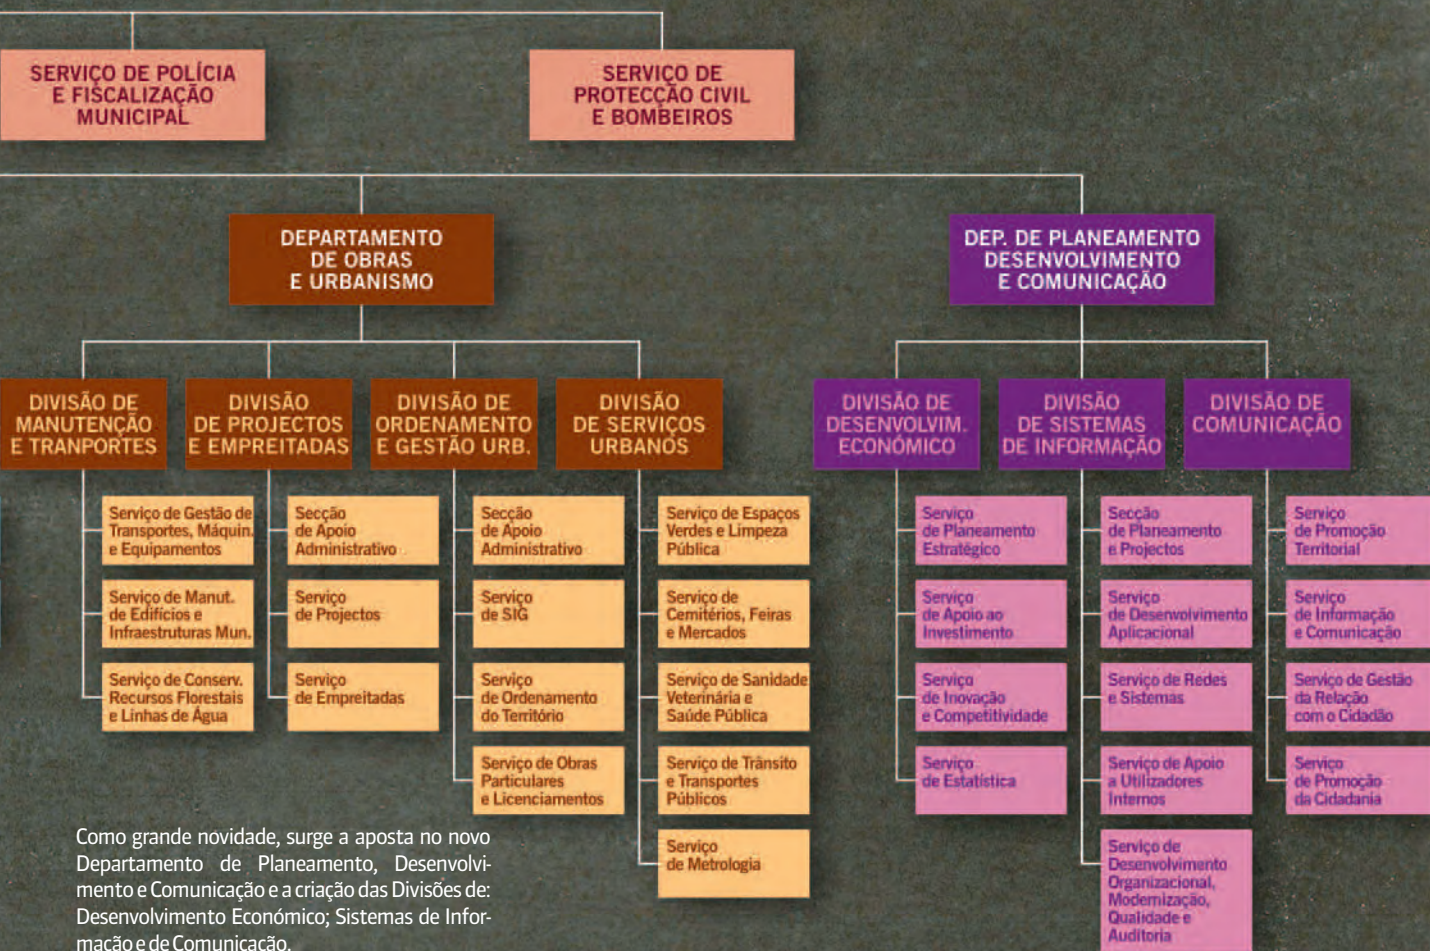 SERVIÇO DE POLÍCIA
E FISCALIZAÇÃO
MUNICIPAL
SERVIÇO DE
PROTECÇÃO CIVIL
E BOMBEIROS
DEPARTAMENTO
DE OBRAS
E URBANISMO
DEP. DE PLANEAMENTO
DESENVOLVIMENTO
E COMUNICAÇÃO
DIVISÃO DE
MANUTENÇÃO
E TRANPORTES
DIVISÃO
DE PROJECTOS
E EMPREITADAS
DIVISÃO DE
ORDENAMENTO
E GESTÃO URB.
DIVISÃO
DE SERVIÇOS
URBANOS
DIVISÃO DE
DESENVOLVIM.
ECONÓMICO
DIVISÃO
DE SISTEMAS
DE INFORMAÇÃO
DIVISÃO DE
COMUNICAÇÃO
Serviço de Gestão de
Transportes, Máquin.
e Equipamentos
Serviço de Manut.
de Edifícios e
Infraestruturas Mun.
Serviço de Conserv.
Recursos Florestais
e Linhas de Água
Secção
de Apoio
Administrativo
Serviço
de Projectos
Serviço
de Empreitadas
Secção
de Apoio
Administrativo
Serviço
de SIG
Serviço
de Ordenamento
do Território
Serviço de Obras
Particulares
e Licenciamentos
Serviço de Espaços
Verdes e Limpeza
Pública
Serviço de
Cemitérios, Feiras
e Mercados
Serviço de Sanidade
Veterinária e
Saúde Pública
Serviço de Trânsito
e Transportes
Públicos
Serviço
de Metrologia
Serviço
de Planeamento
Estratégico
Serviço
de Apoio ao
Investimento
Serviço
de Inovação
e Competitividade
Serviço
de Estatística
Secção
de Planeamento
e Projectos
Serviço
de Desenvolvimento
Aplicacional
Serviço de Redes
e Sistemas
Serviço de Apoio
a Utilizadores
Internos
Serviço de
Desenvolvimento
Organizacional,
Modernização,
Qualidade e
Auditoria
Serviço
de Promoção
Territorial
Serviço
de Informação
e Comunicação
Serviço de Gestão
da Relação
com o Cidadão
Serviço
de Promoção
da Cidadania
Como grande novidade, surge a aposta no novo
Departamento de Planeamento, Desenvolvi-
mento e Comunicação e a criação das Divisões de:
Desenvolvimento Económico; Sistemas de Infor-
mação e de Comunicação.